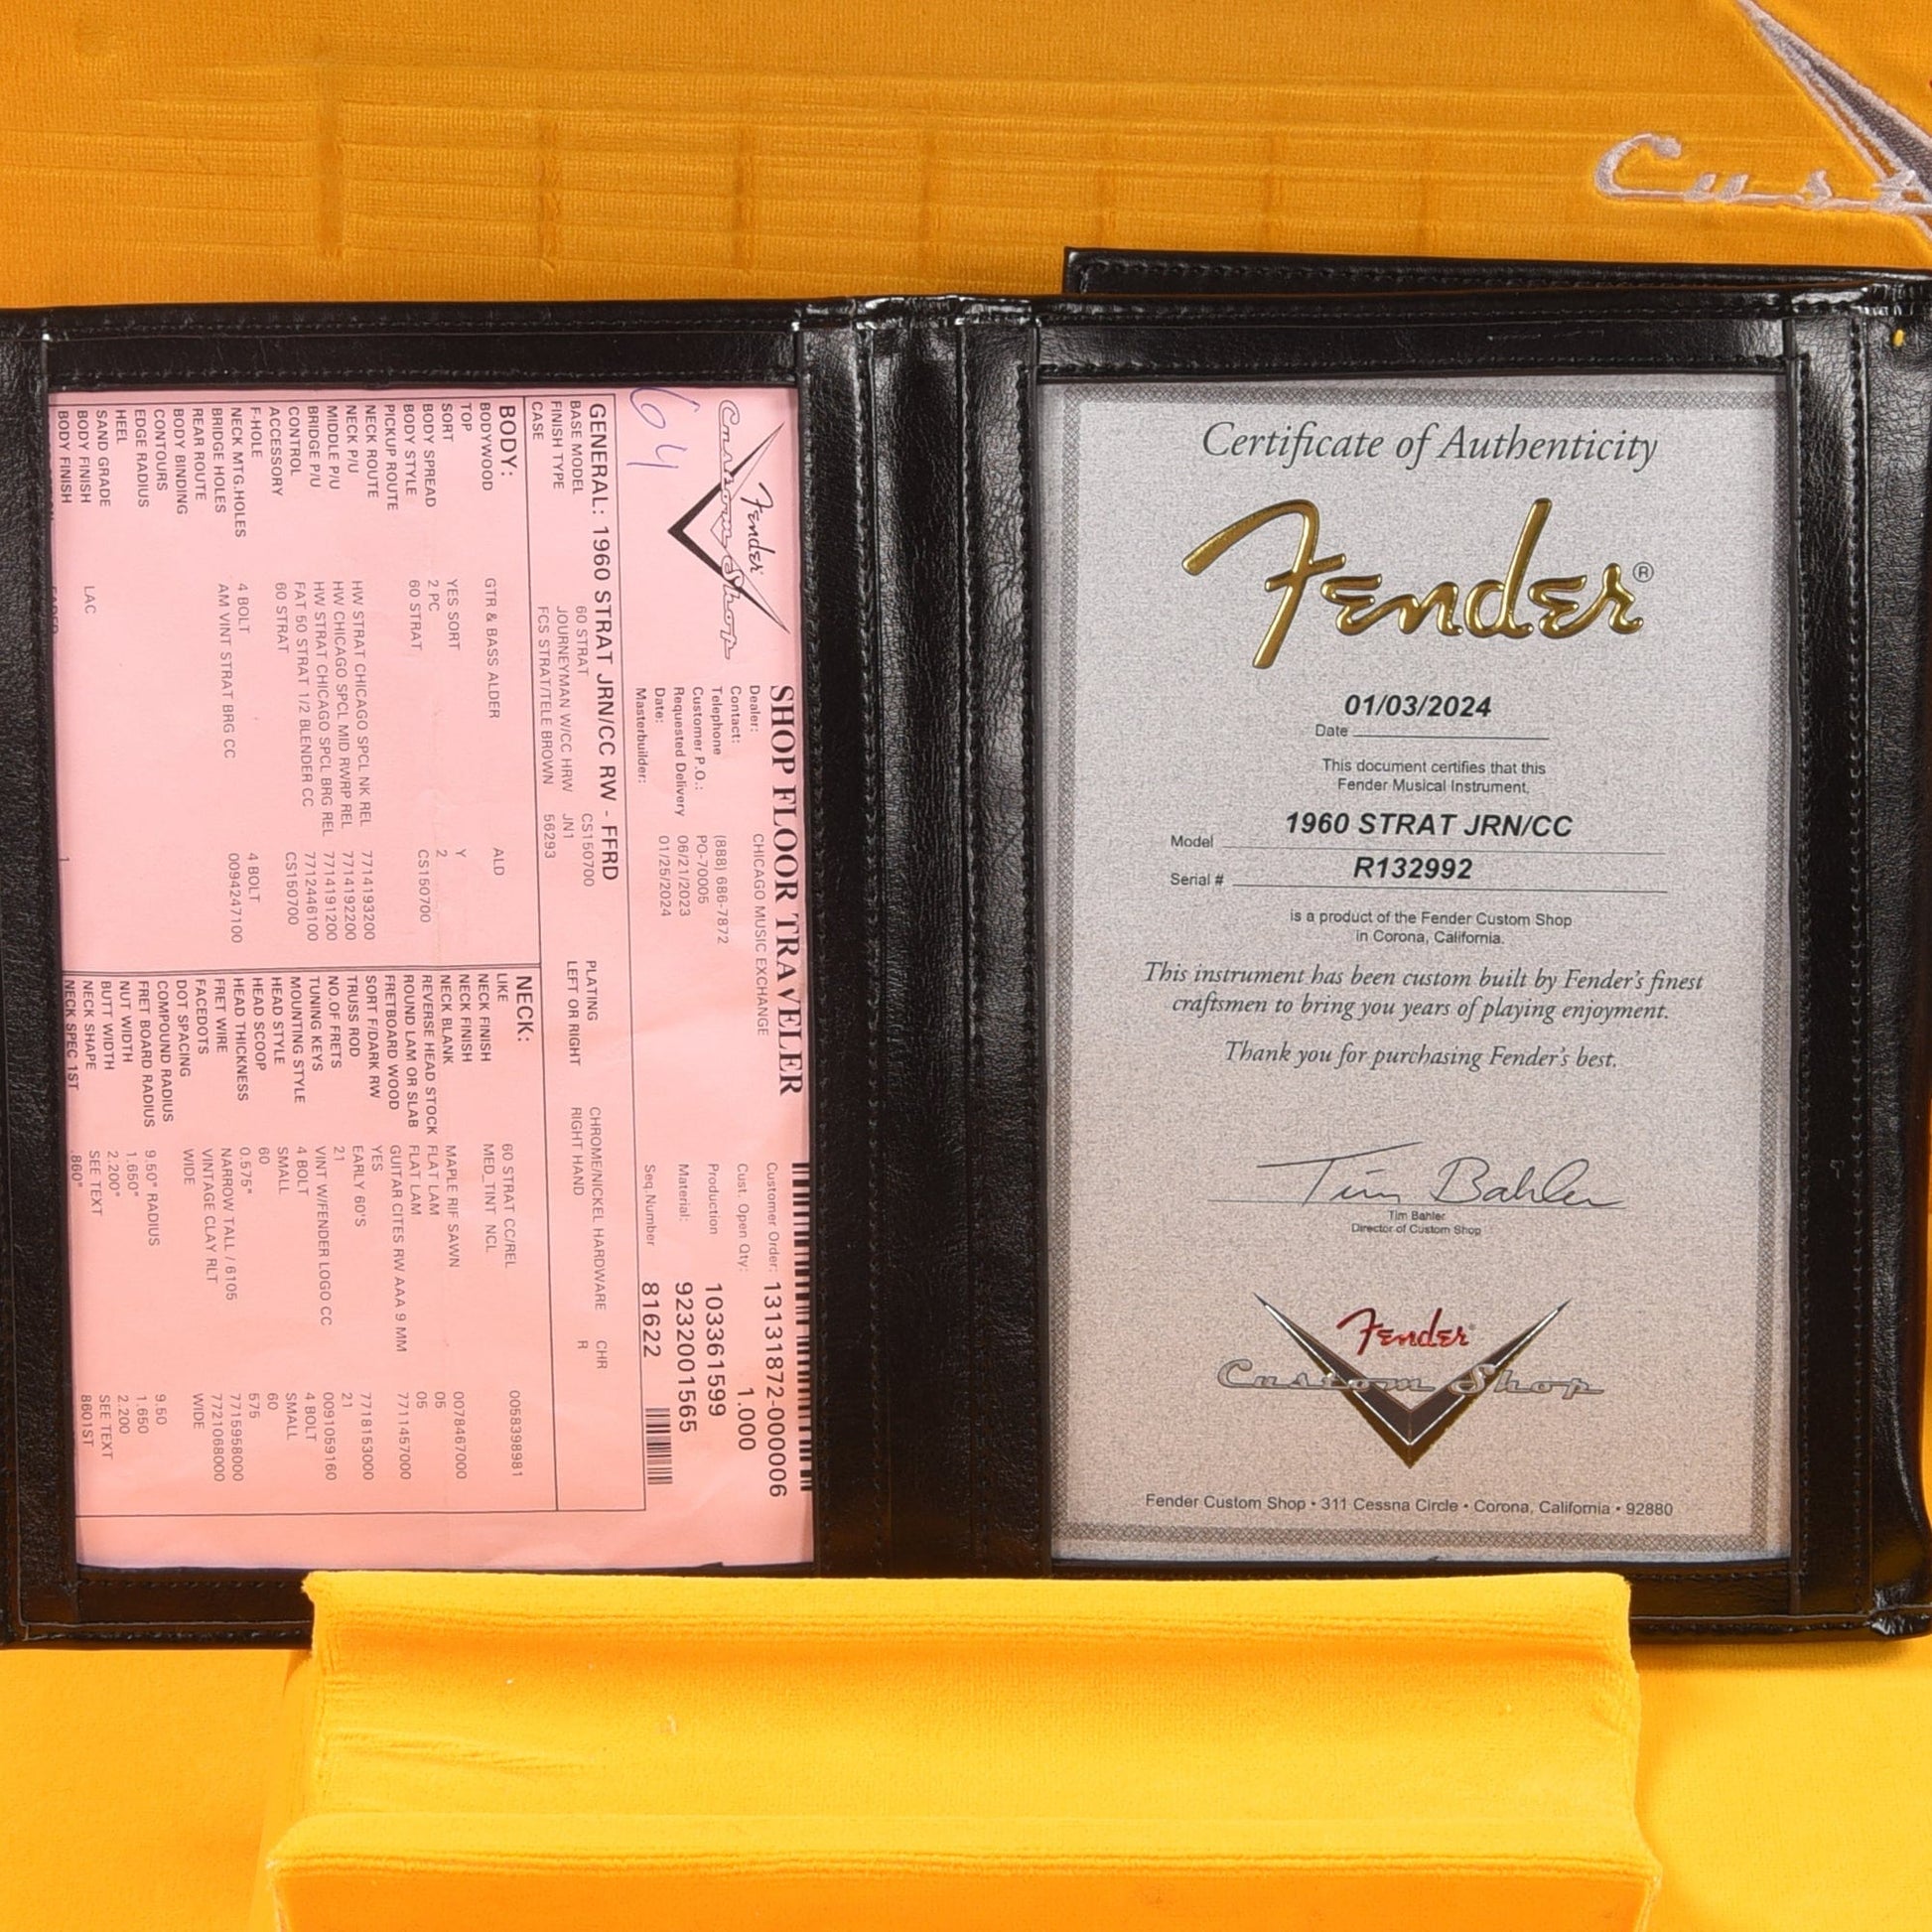 Cust
64
Fender
Custom Shop
SHOP FLOOR TRAVELER
Dealer: CHICAGO MUSIC EXCHANGE
Contact:
Telephone (888) 686-7872
Customer P.O.: PO-70005
Requested Delivery 06/21/2023
Date: 01/25/2024
Masterbuilder:
Customer Order: 13131872-000006
Cust. Open Qty: 1.000
Production 103361599
Material: 9232001565
Seq.Number 81622
GENERAL: 1960 STRAT JRN/CC RW - FFRD
BASE MODEL 60 STRAT CS150700
FINISH TYPE JOURNEYMAN W/CC HRW JN1
CASE FCS STRAT/TELE BROWN 56293
PLATING CHROME/NICKEL HARDWARE CHR
LEFT OR RIGHT RIGHT HAND R
BODY:
BODYWOOD GTR & BASS ALDER ALD
TOP
SORT YES SORT Y
BODY SPREAD 2 PC 2
BODY STYLE 60 STRAT CS150700
PICKUP ROUTE
NECK ROUTE
NECK P/U HW STRAT CHICAGO SPCL NK REL 7714193200
MIDDLE P/U HW CHICAGO SPCL MID RWRP REL 7714192200
BRIDGE P/U HW STRAT CHICAGO SPCL BRG REL 7714191200
CONTROL FAT 50 STRAT 1/2 BLENDER CC 7712446100
ACCESSORY 60 STRAT CS150700
F-HOLE
NECK MTG.HOLES 4 BOLT 4 BOLT
BRIDGE HOLES AM VINT STRAT BRG CC 0094247100
REAR ROUTE
BODY BINDING
CONTOURS
EDGE RADIUS
HEEL
SAND GRADE
BODY FINISH LAC
BODY FINISH 1
NECK:
LIKE 60 STRAT CC/REL 0058398981
NECK FINISH MED_TINT NCL
NECK FINISH
NECK BLANK MAPLE RIF SAWN 0078467000
REVERSE HEAD STOCK FLAT LAM 05
ROUND LAM OR SLAB FLAT LAM 05
FRETBOARD WOOD GUITAR CITES RW AAA 9 MM 7711457000
SORT F/DARK RW YES
TRUSS ROD EARLY 60'S 7718153000
NO.OF FRETS 21 21
TUNING KEYS VINT W/FENDER LOGO CC 0091059160
MOUNTING STYLE 4 BOLT 4 BOLT
HEAD STYLE SMALL SMALL
HEAD SCOOP 60 60
HEAD THICKNESS 0.575" 575
FRET WIRE NARROW TALL / 6105 7715958000
FACEDOTS VINTAGE CLAY RLT 7721068000
DOT SPACING WIDE WIDE
COMPOUND RADIUS
FRET BOARD RADIUS 9.50" RADIUS 9.50
NUT WIDTH 1.650" 1.650
BUTT WIDTH 2.200" 2.200
NECK SHAPE SEE TEXT SEE TEXT
NECK SPEC 1ST .860" 8601ST
Certificate of Authenticity
Fender®
01/03/2024
Date
This document certifies that this
Fender Musical Instrument,
Model 1960 STRAT JRN/CC
Serial # R132992
is a product of the Fender Custom Shop
in Corona, California.
This instrument has been custom built by Fender's finest
craftsmen to bring you years of playing enjoyment.
Thank you for purchasing Fender's best.
Tim Bahler
Tim Bahler
Director of Custom Shop
Fender
Custom Shop
Fender Custom Shop • 311 Cessna Circle • Corona, California • 92880